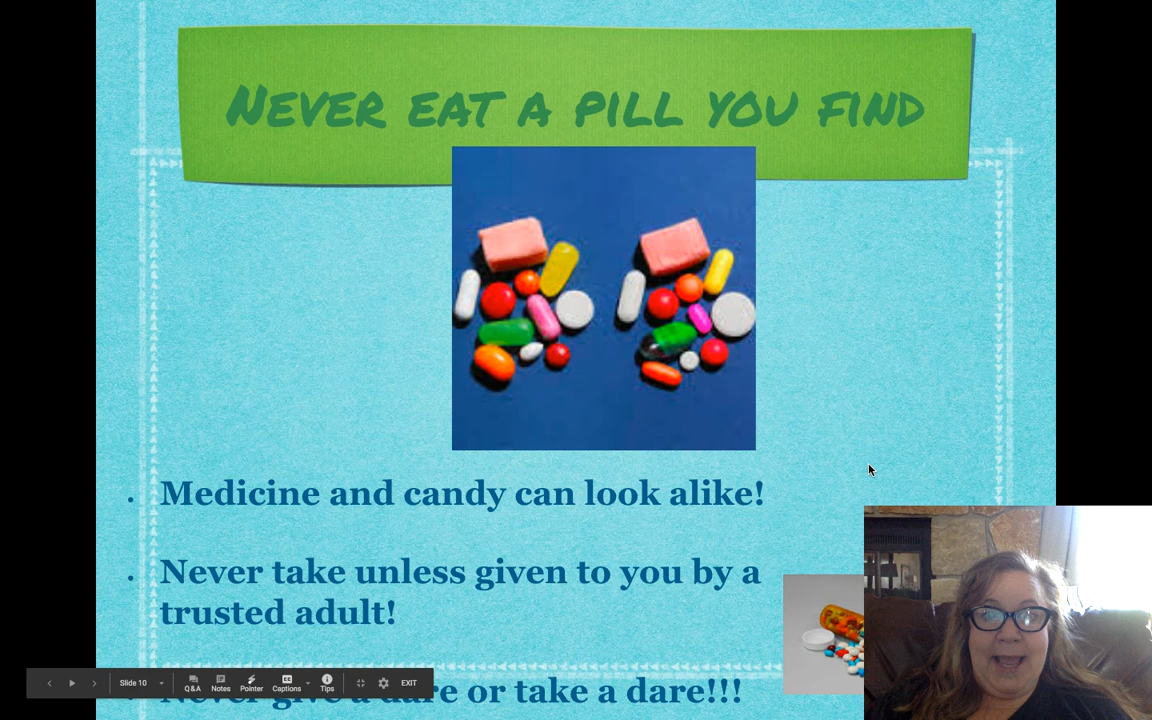 Never eat a pill you find
Medicine and candy can look alike!
Never take unless given to you by a
trusted adult!
Never give a dare or take a dare!!!
Slide 10
Q&A
Notes
Pointer
Captions
Tips
EXIT